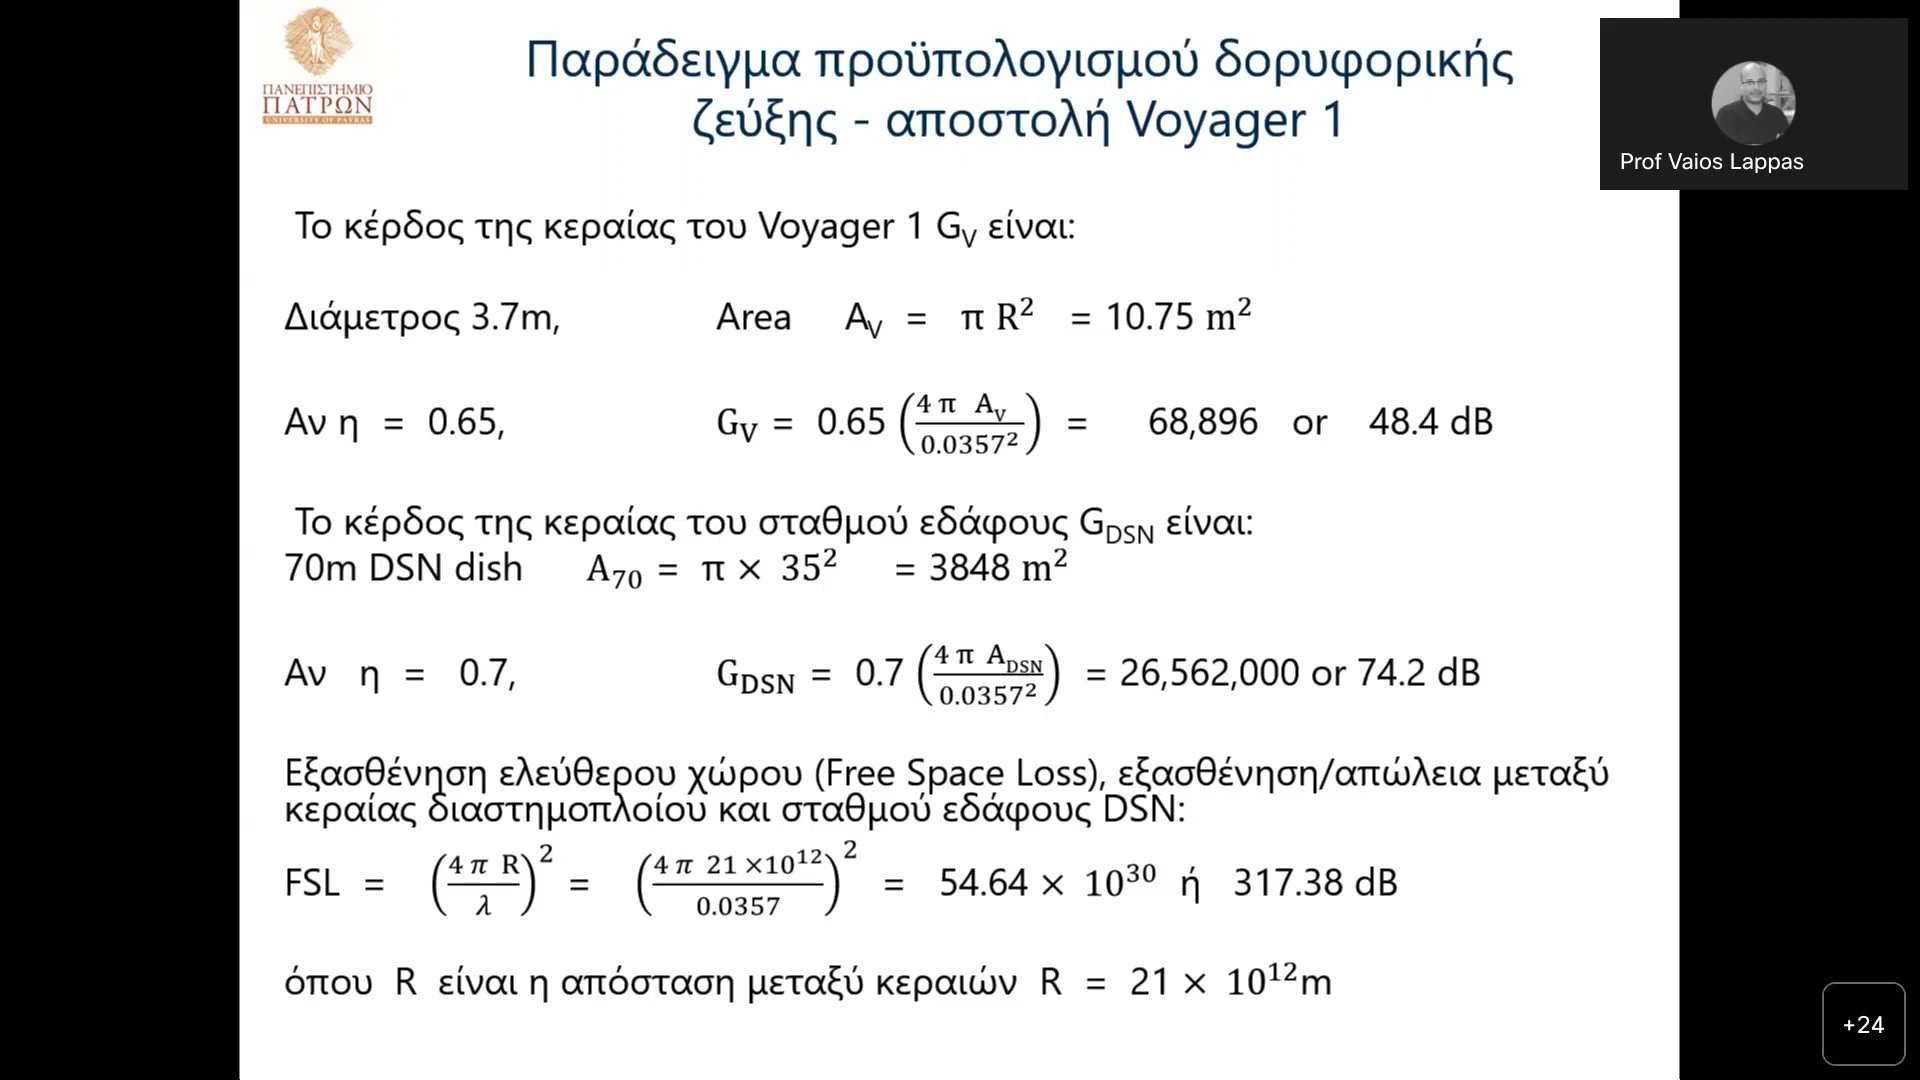 ΠΑΝΕΠΙΣΤΗΜΙΟ
ΠΑΤΡΩΝ
UNIVERSITY OF PATRAS
Παράδειγμα προϋπολογισμού δορυφορικής
ζεύξης - αποστολή Voyager 1
Prof Vaios Lappas
Το κέρδος της κεραίας του Voyager 1 G_V είναι:
Διάμετρος 3.7m, Area A_V = π R² = 10.75 m²
Αν η = 0.65, G_V = 0.65 (4 π A_V / 0.0357²) = 68,896 or 48.4 dB
Το κέρδος της κεραίας του σταθμού εδάφους G_DSN είναι:
70m DSN dish A_70 = π × 35² = 3848 m²
Αν η = 0.7, G_DSN = 0.7 (4 π A_DSN / 0.0357²) = 26,562,000 or 74.2 dB
Εξασθένηση ελεύθερου χώρου (Free Space Loss), εξασθένηση/απώλεια μεταξύ
κεραίας διαστημοπλοίου και σταθμού εδάφους DSN:
FSL = (4 π R / λ)² = (4 π 21 ×10¹² / 0.0357)² = 54.64 × 10³⁰ ή 317.38 dB
όπου R είναι η απόσταση μεταξύ κεραιών R = 21 × 10¹²m
+24